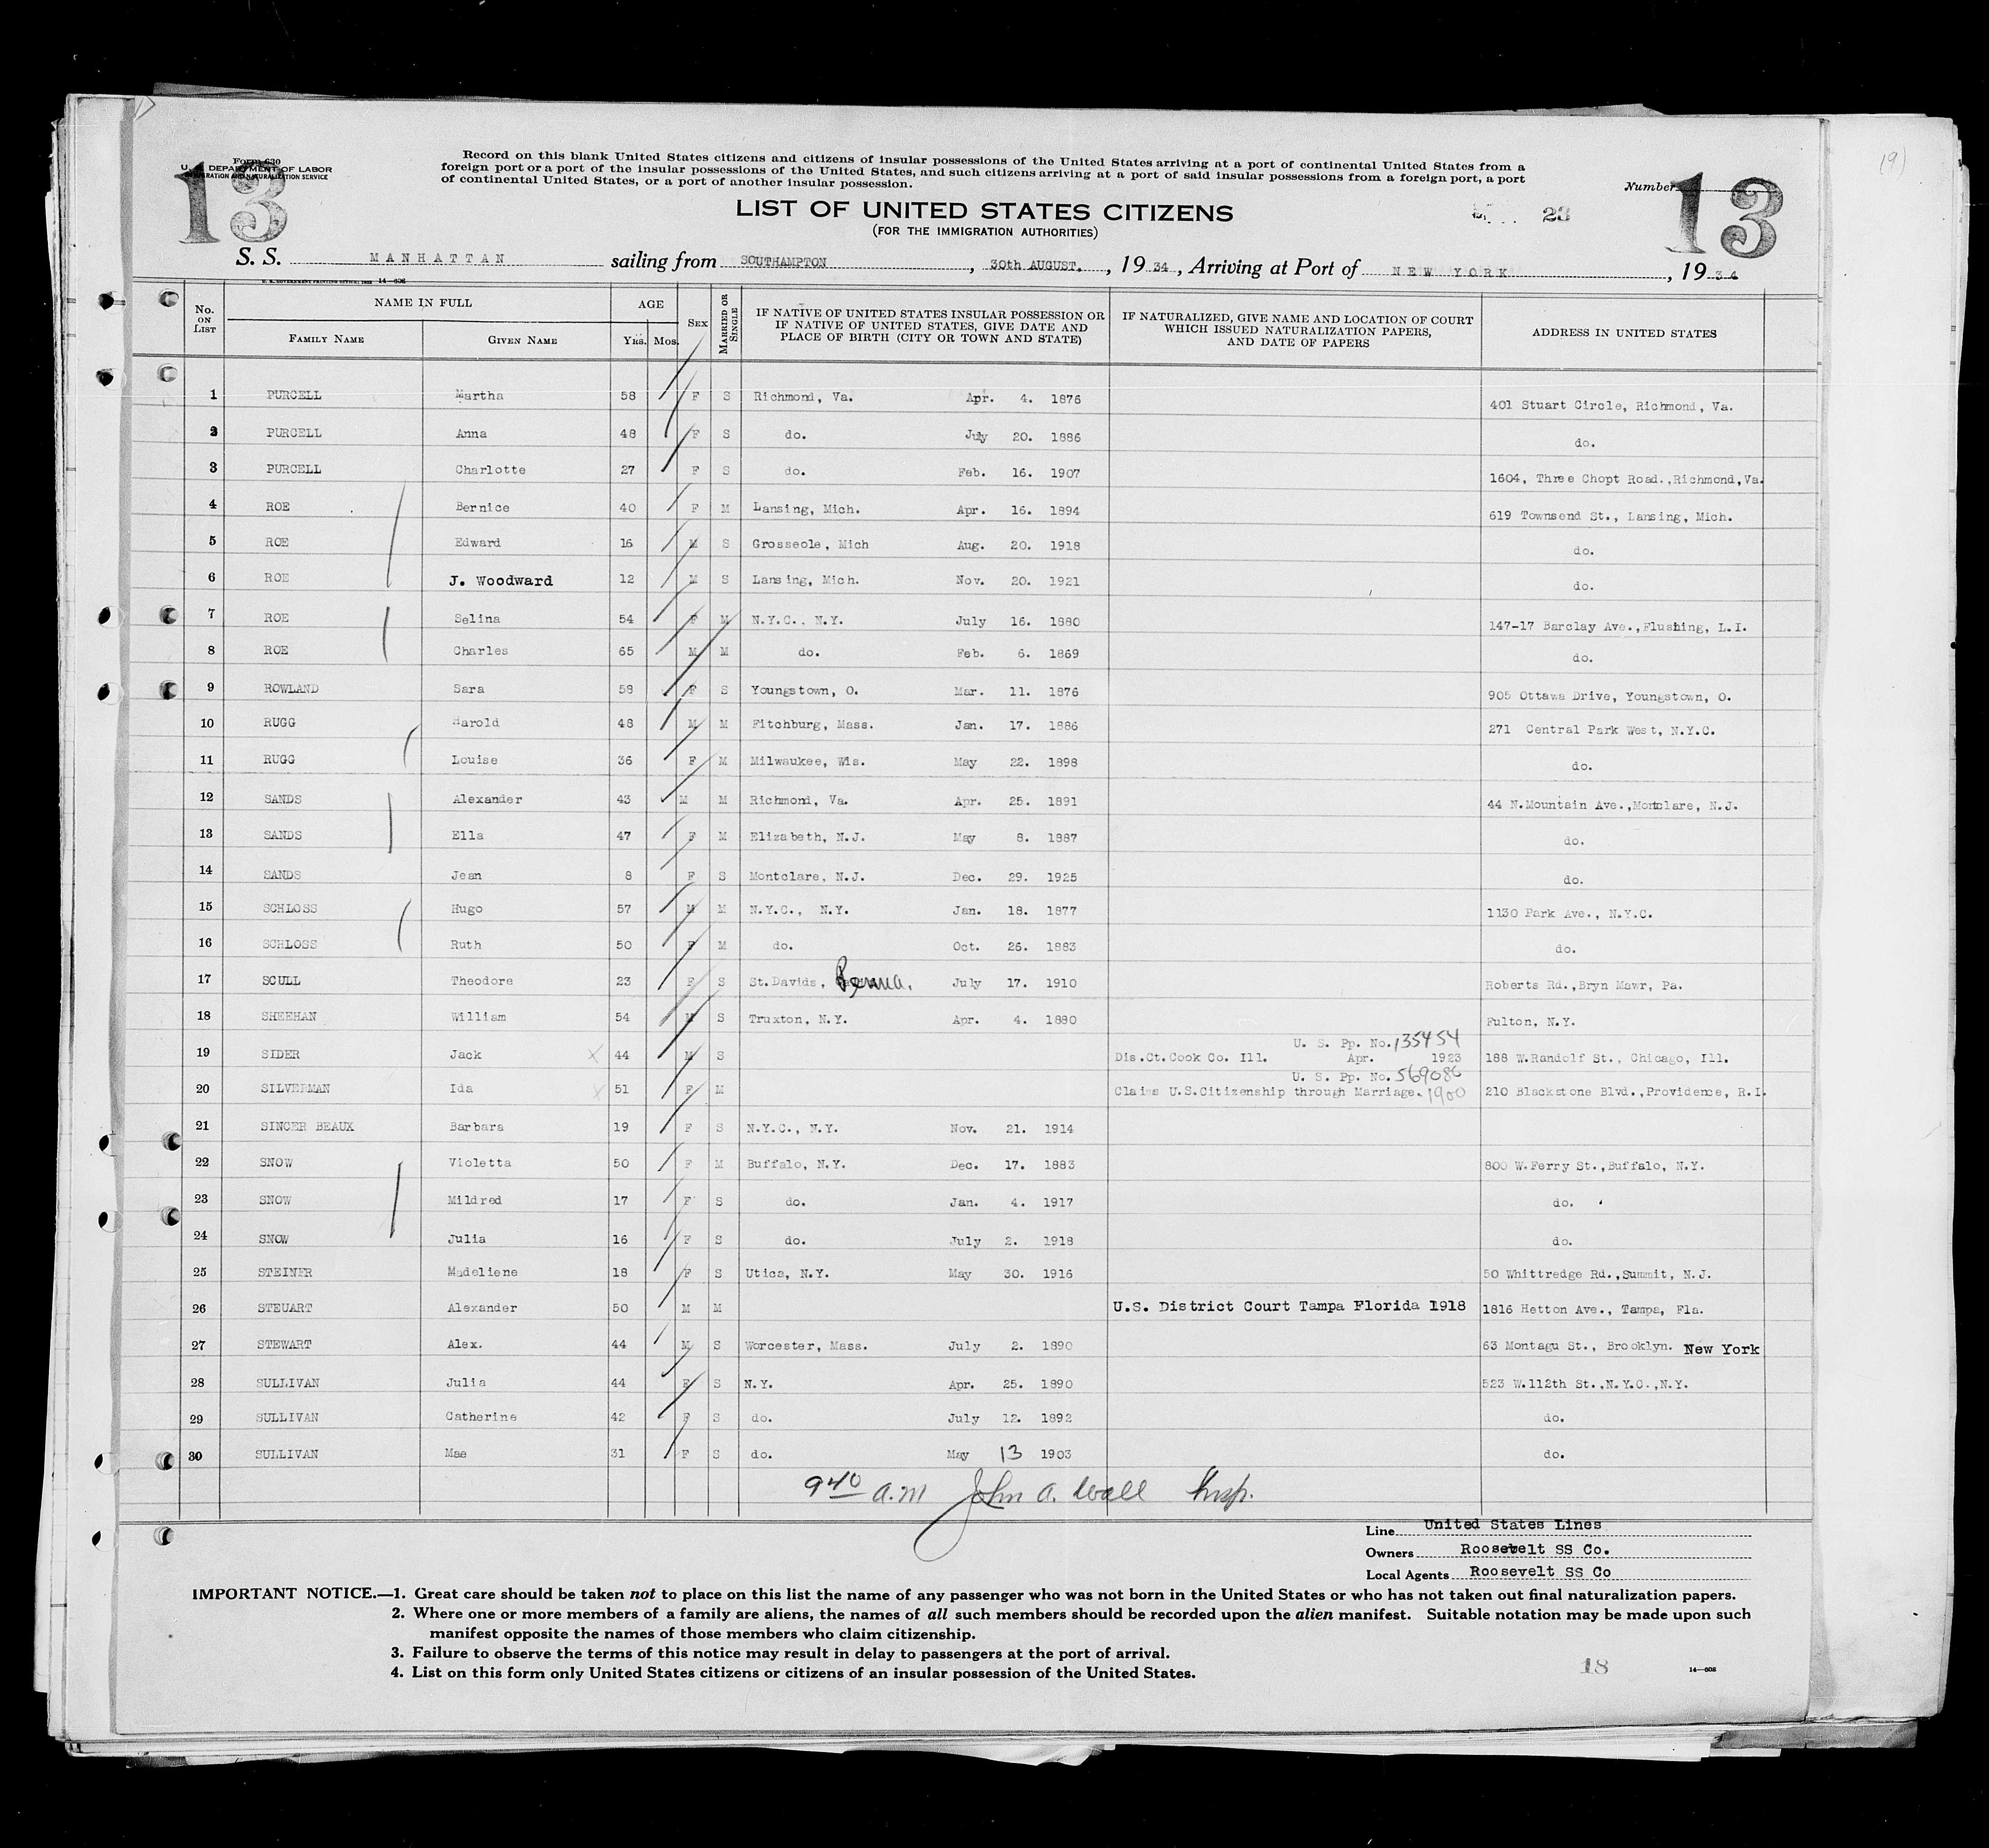 13
Form 630
U. S. DEPARTMENT OF LABOR
IMMIGRATION AND NATURALIZATION SERVICE
Record on this blank United States citizens and citizens of insular possessions of the United States arriving at a port of continental United States from a
foreign port or a port of the insular possessions of the United States, and such citizens arriving at a port of said insular possessions from a foreign port, a port
of continental United States, or a port of another insular possession.
Number
13
23
LIST OF UNITED STATES CITIZENS
(FOR THE IMMIGRATION AUTHORITIES)
S. S. MANHATTAN sailing from SOUTHAMPTON, 30th AUGUST, 1934, Arriving at Port of NEW YORK, 1934
U. S. GOVERNMENT PRINTING OFFICE: 1932 14-608
No. ON LIST
NAME IN FULL
FAMILY NAME
GIVEN NAME
AGE
Yrs. Mos.
SEX
MARRIED OR SINGLE
IF NATIVE OF UNITED STATES INSULAR POSSESSION OR
IF NATIVE OF UNITED STATES, GIVE DATE AND
PLACE OF BIRTH (CITY OR TOWN AND STATE)
IF NATURALIZED, GIVE NAME AND LOCATION OF COURT
WHICH ISSUED NATURALIZATION PAPERS,
AND DATE OF PAPERS
ADDRESS IN UNITED STATES
1 PURCELL Martha 58 F S Richmond, Va. Apr. 4. 1876 401 Stuart Circle, Richmond, Va.
2 PURCELL Anna 48 F S do. July 20. 1886 do.
3 PURCELL Charlotte 27 F S do. Feb. 16. 1907 1604, Three Chopt Road.,Richmond,Va.
4 ROE Bernice 40 F M Lansing, Mich. Apr. 16. 1894 619 Townsend St., Lansing, Mich.
5 ROE Edward 16 M S Grosseole, Mich Aug. 20. 1918 do.
6 ROE J. Woodward 12 M S Lansing, Mich. Nov. 20. 1921 do.
7 ROE Selina 54 F M N.Y.C., N.Y. July 16. 1880 147-17 Barclay Ave.,Flushing, L.I.
8 ROE Charles 65 M M do. Feb. 6. 1869 do.
9 ROWLAND Sara 58 F S Youngstown, O. Mar. 11. 1876 905 Ottawa Drive, Youngstown, O.
10 RUGG Harold 48 M M Fitchburg, Mass. Jan. 17. 1886 271 Central Park West, N.Y.C.
11 RUGG Louise 36 F M Milwaukee, Wis. May 22. 1898 do.
12 SANDS Alexander 43 M M Richmond, Va. Apr. 25. 1891 44 N.Mountain Ave.,Montclare, N.J.
13 SANDS Ella 47 F M Elizabeth, N.J. May 8. 1887 do.
14 SANDS Jean 8 F S Montclare, N.J. Dec. 29. 1925 do.
15 SCHLOSS Hugo 57 M M N.Y.C., N.Y. Jan. 18. 1877 1130 Park Ave., N.Y.C.
16 SCHLOSS Ruth 50 F M do. Oct. 26. 1883 do.
17 SCULL Theodore 23 F S St.Davids, Penna. July 17. 1910 Roberts Rd.,Bryn Mawr, Pa.
18 SHEEHAN William 54 M S Truxton, N.Y. Apr. 4. 1880 Fulton, N.Y.
U. S. Pp. No. 135454
19 SIDER Jack X 44 M S Dis.Ct.Cook Co. Ill. Apr. 1923 188 W.Randolf St., Chicago, Ill.
U. S. Pp. No. 569086
20 SILVERMAN Ida X 51 F M Claims U.S.Citizenship through Marriage. 1900 210 Blackstone Blvd.,Providence, R.I.
21 SINCER BEAUX Barbara 19 F S N.Y.C., N.Y. Nov. 21. 1914
22 SNOW Violetta 50 F M Buffalo, N.Y. Dec. 17. 1883 800 W.Ferry St.,Buffalo, N.Y.
23 SNOW Mildred 17 F S do. Jan. 4. 1917 do.
24 SNOW Julia 16 F S do. July 2. 1918 do.
25 STEINER Madeliene 18 F S Utica, N.Y. May 30. 1916 50 Whittredge Rd.,Summit, N.J.
26 STEUART Alexander 50 M M U.S. District Court Tampa Florida 1918 1816 Hetton Ave., Tampa, Fla.
27 STEWART Alex. 44 M S Worcester, Mass. July 2. 1890 63 Montagu St., Brooklyn. New York
28 SULLIVAN Julia 44 F S N.Y. Apr. 25. 1890 523 W.112th St.,N.Y.C.,N.Y.
29 SULLIVAN Catherine 42 F S do. July 12. 1892 do.
30 SULLIVAN Mae 31 F S do. May 13 1903 do.
9 40 a.m John A. Wall Insp.
Line United States Lines
Owners Roosevelt SS Co.
Local Agents Roosevelt SS Co
IMPORTANT NOTICE.—1. Great care should be taken not to place on this list the name of any passenger who was not born in the United States or who has not taken out final naturalization papers.
2. Where one or more members of a family are aliens, the names of all such members should be recorded upon the alien manifest. Suitable notation may be made upon such
manifest opposite the names of those members who claim citizenship.
3. Failure to observe the terms of this notice may result in delay to passengers at the port of arrival.
4. List on this form only United States citizens or citizens of an insular possession of the United States.
18
14-608